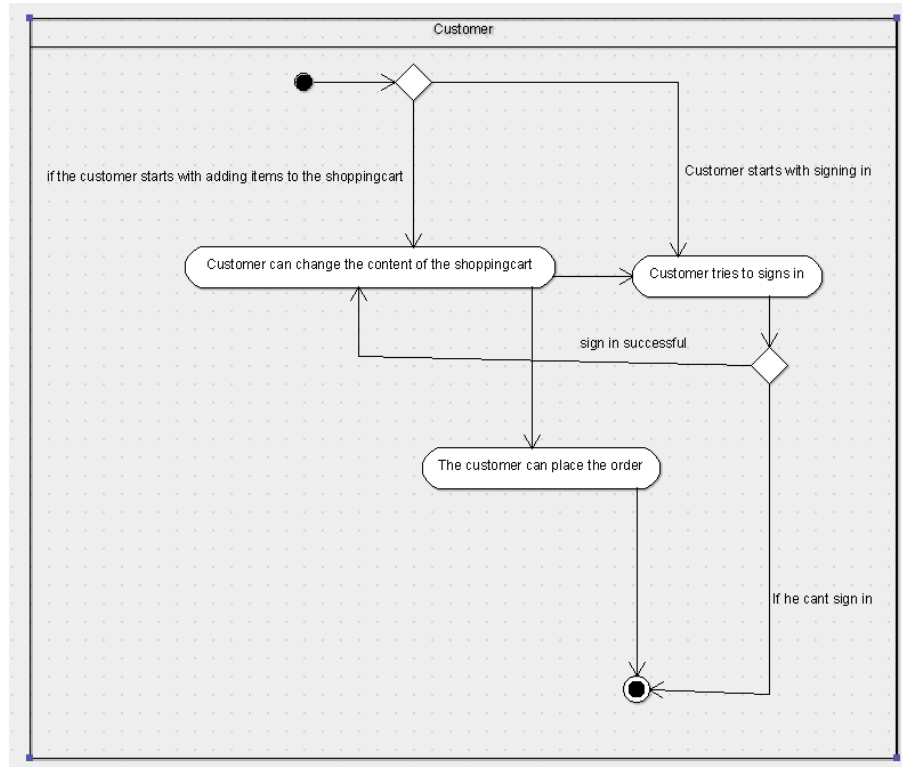 Customer
if the customer starts with adding items to the shoppingcart
Customer starts with signing in
Customer can change the content of the shoppingcart
Customer tries to signs in
sign in successful
The customer can place the order
If he cant sign in